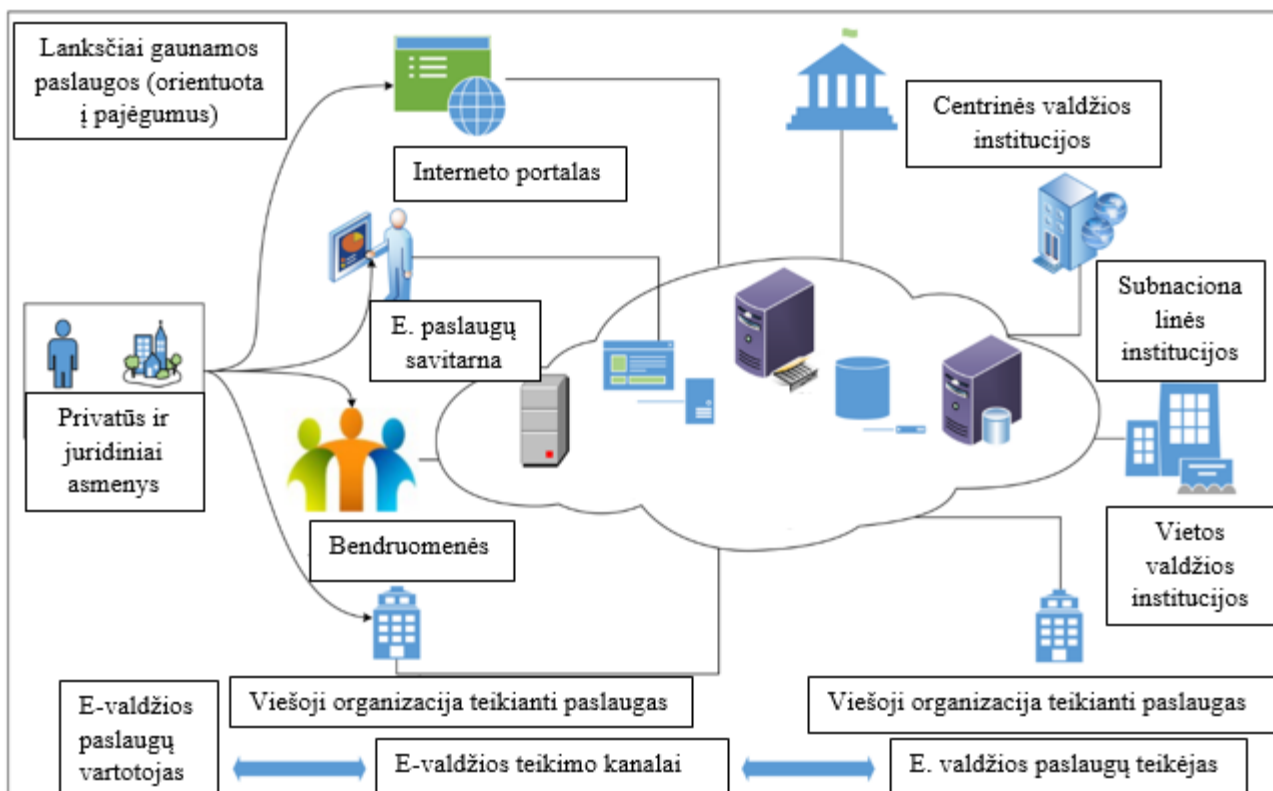 Lanksčiai gaunamos
paslaugos (orientuota
į pajėgumus)
Interneto portalas
Centrinės valdžios
institucijos
E. paslaugų
savitarna
Subnaciona
linės
institucijos
Privatūs ir
juridiniai
asmenys
Bendruomenės
Vietos
valdžios
institucijos
Viešoji organizacija teikianti paslaugas
Viešoji organizacija teikianti paslaugas
E-valdžios
paslaugų
vartotojas
E-valdžios teikimo kanalai
E. valdžios paslaugų teikėjas